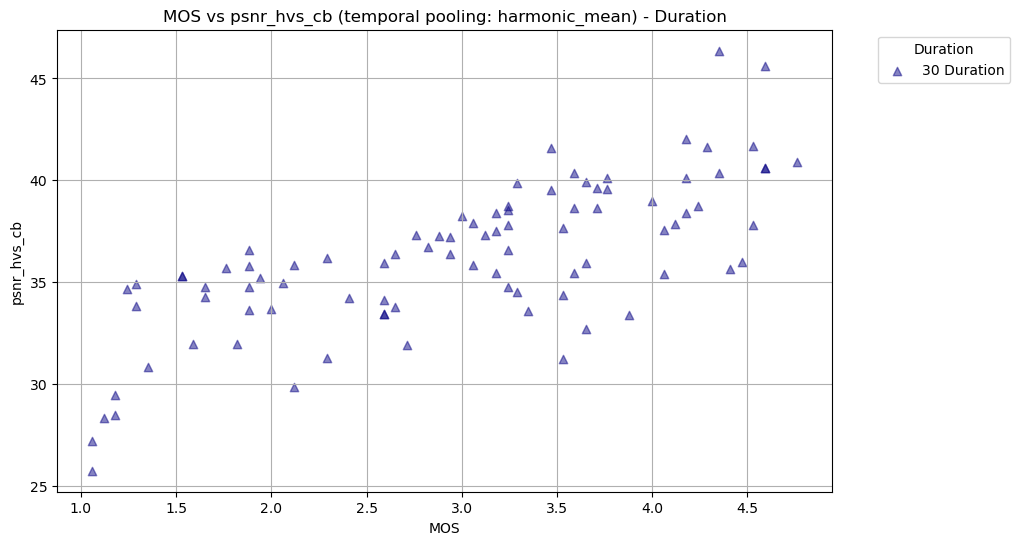 MOS vs psnr_hvs_cb (temporal pooling: harmonic_mean) - Duration
Duration
30 Duration
psnr_hvs_cb
45
40
35
30
25
1.0 1.5 2.0 2.5 3.0 3.5 4.0 4.5
MOS